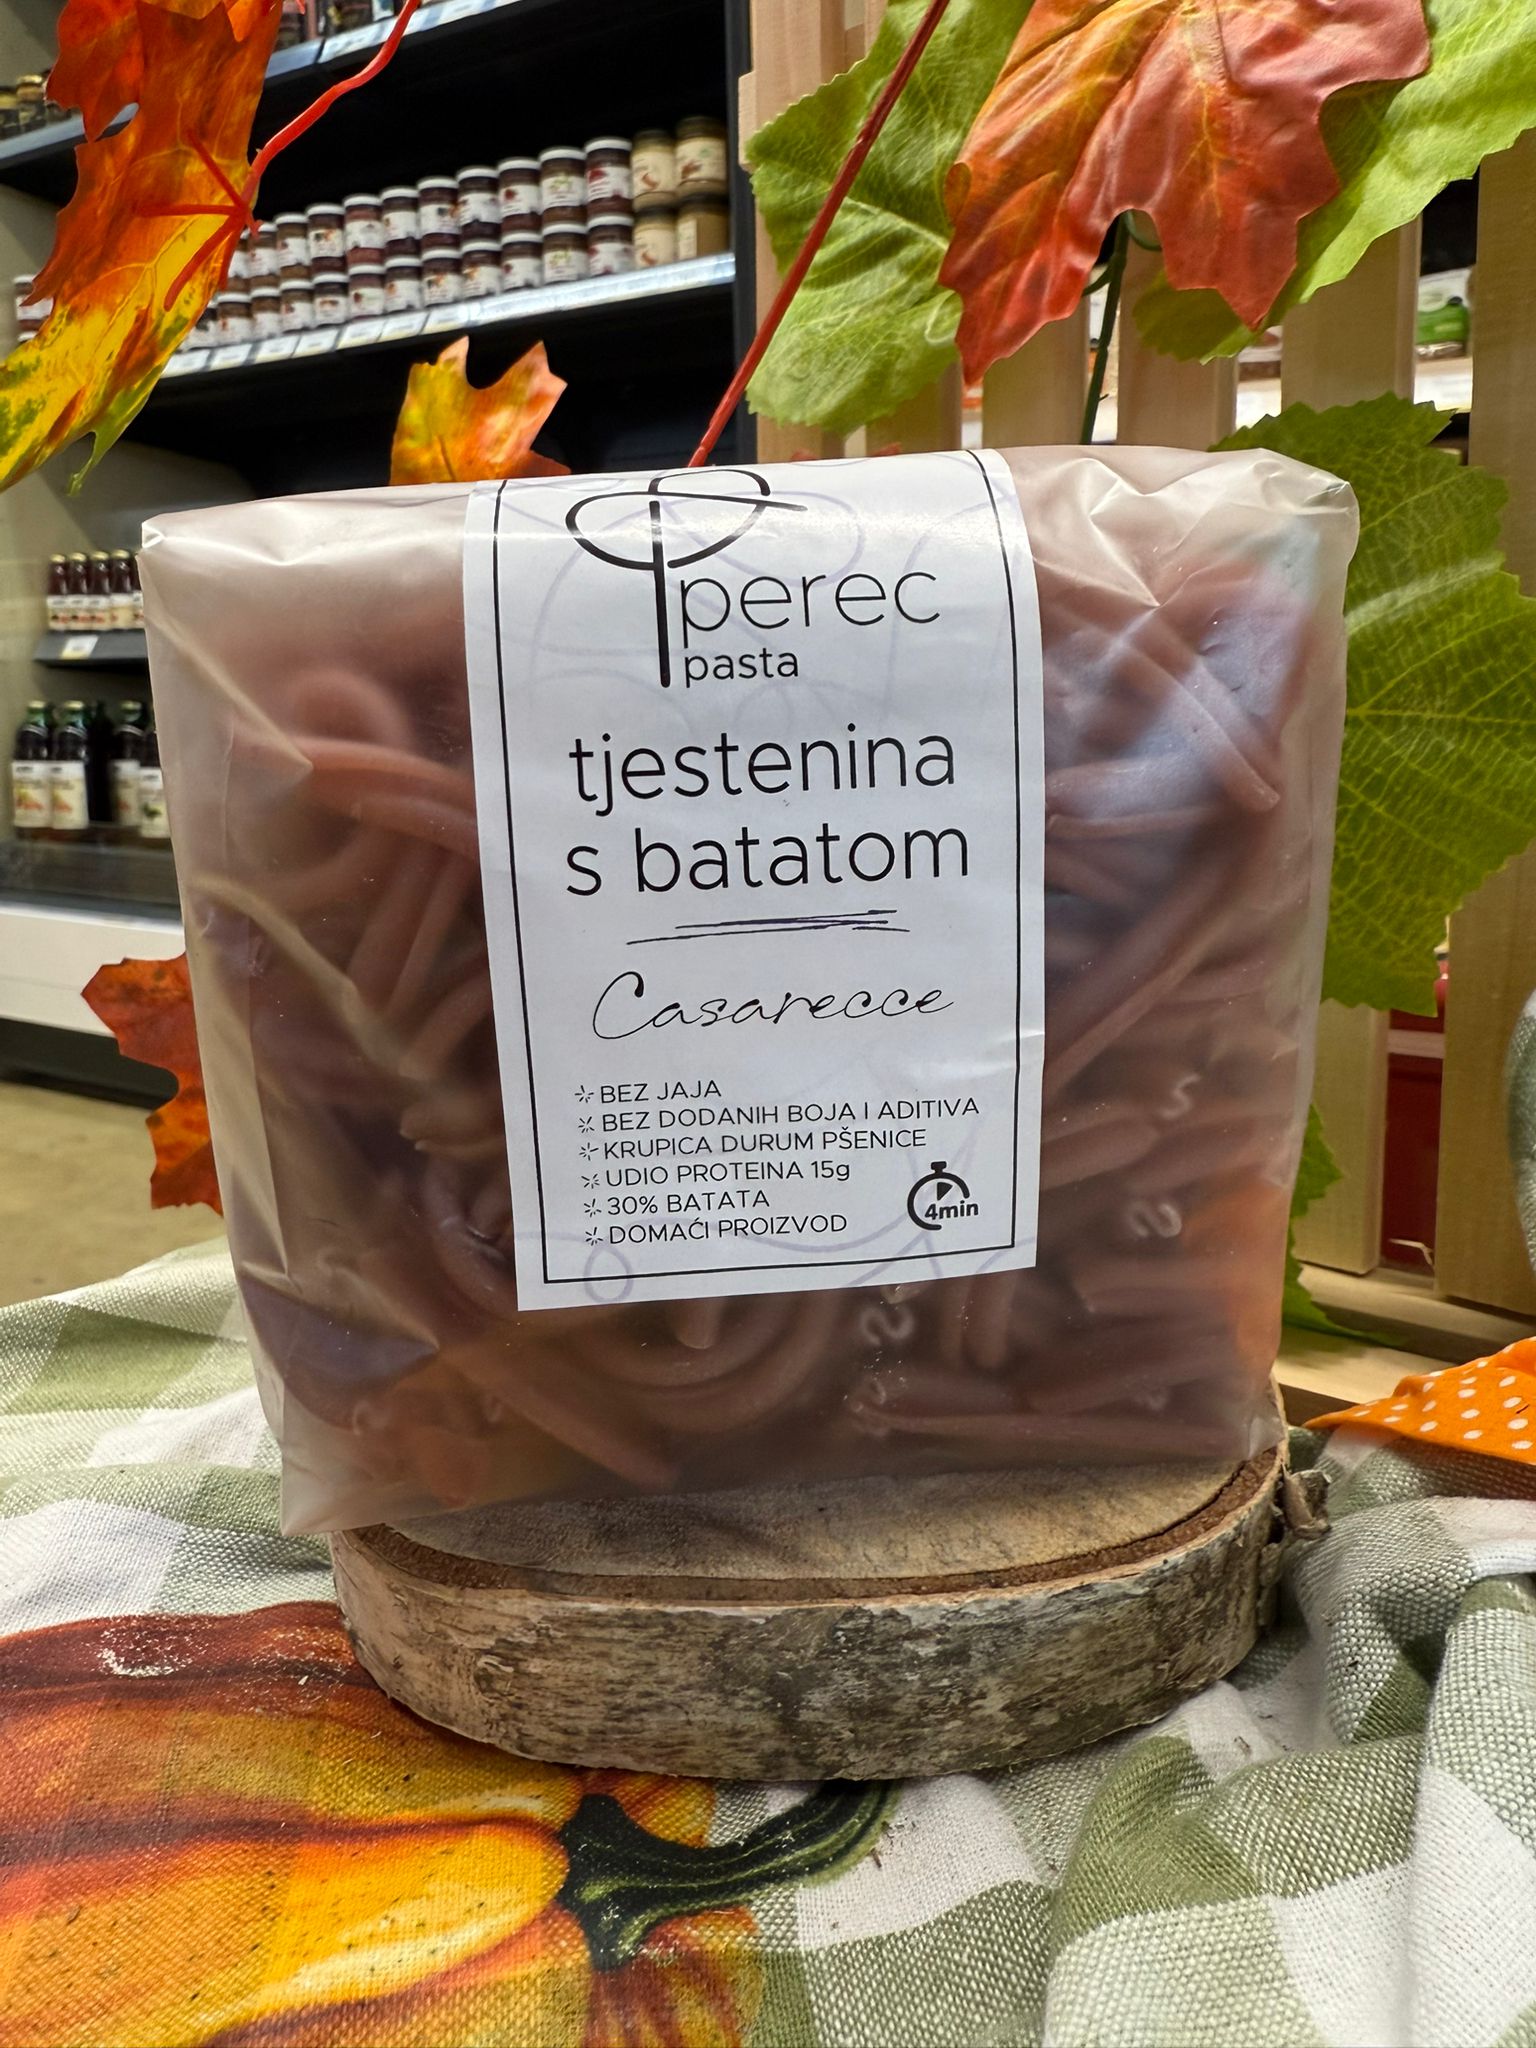 perec
pasta
tjestenina
s batatom
Casarecce
BEZ JAJA
BEZ DODANIH BOJA I ADITIVA
KRUPICA DURUM PŠENICE
UDIO PROTEINA 15g
30% BATATA
DOMAĆI PROIZVOD
4min